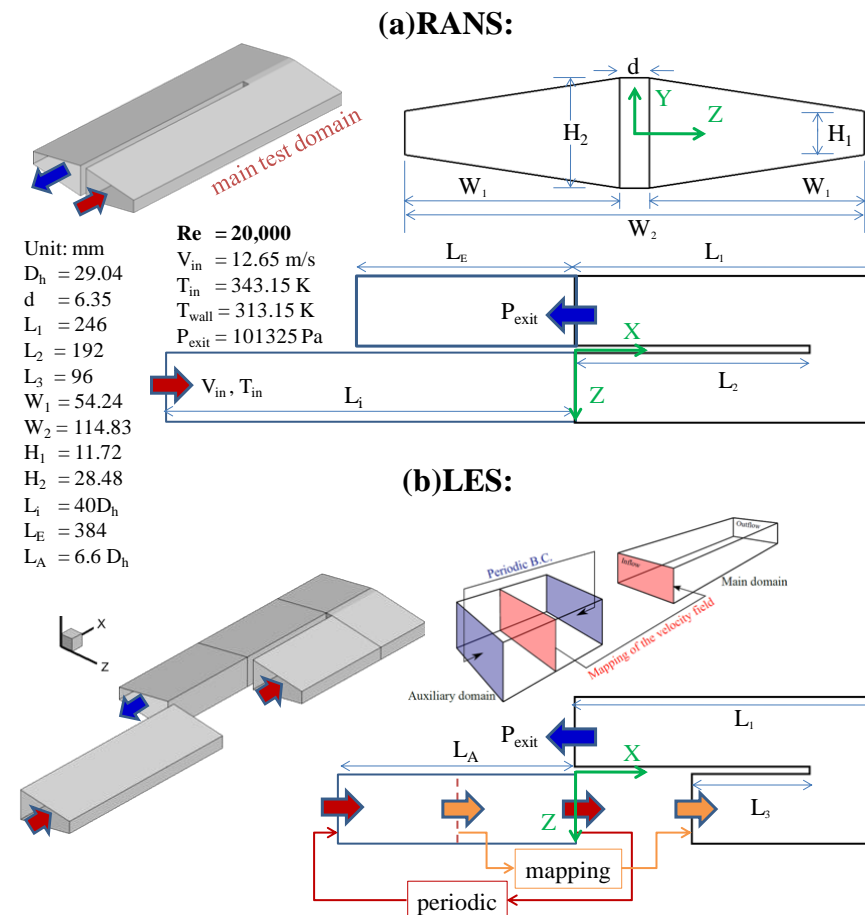 (a)RANS:
main test domain
d
Y
Z
H2
H1
W1
W1
W2
Unit: mm
Dh = 29.04
d = 6.35
L1 = 246
L2 = 192
L3 = 96
W1 = 54.24
W2 = 114.83
H1 = 11.72
H2 = 28.48
Li = 40Dh
LE = 384
LA = 6.6 Dh
Re = 20,000
Vin = 12.65 m/s
Tin = 343.15 K
Twall = 313.15 K
Pexit = 101325 Pa
LE
L1
Pexit
X
L2
Vin , Tin
Li
Z
(b)LES:
Periodic B.C.
Outflow
Inflow
Main domain
Mapping of the velocity field
Auxiliary domain
X
Z
L1
Pexit
LA
X
Z
L3
mapping
periodic